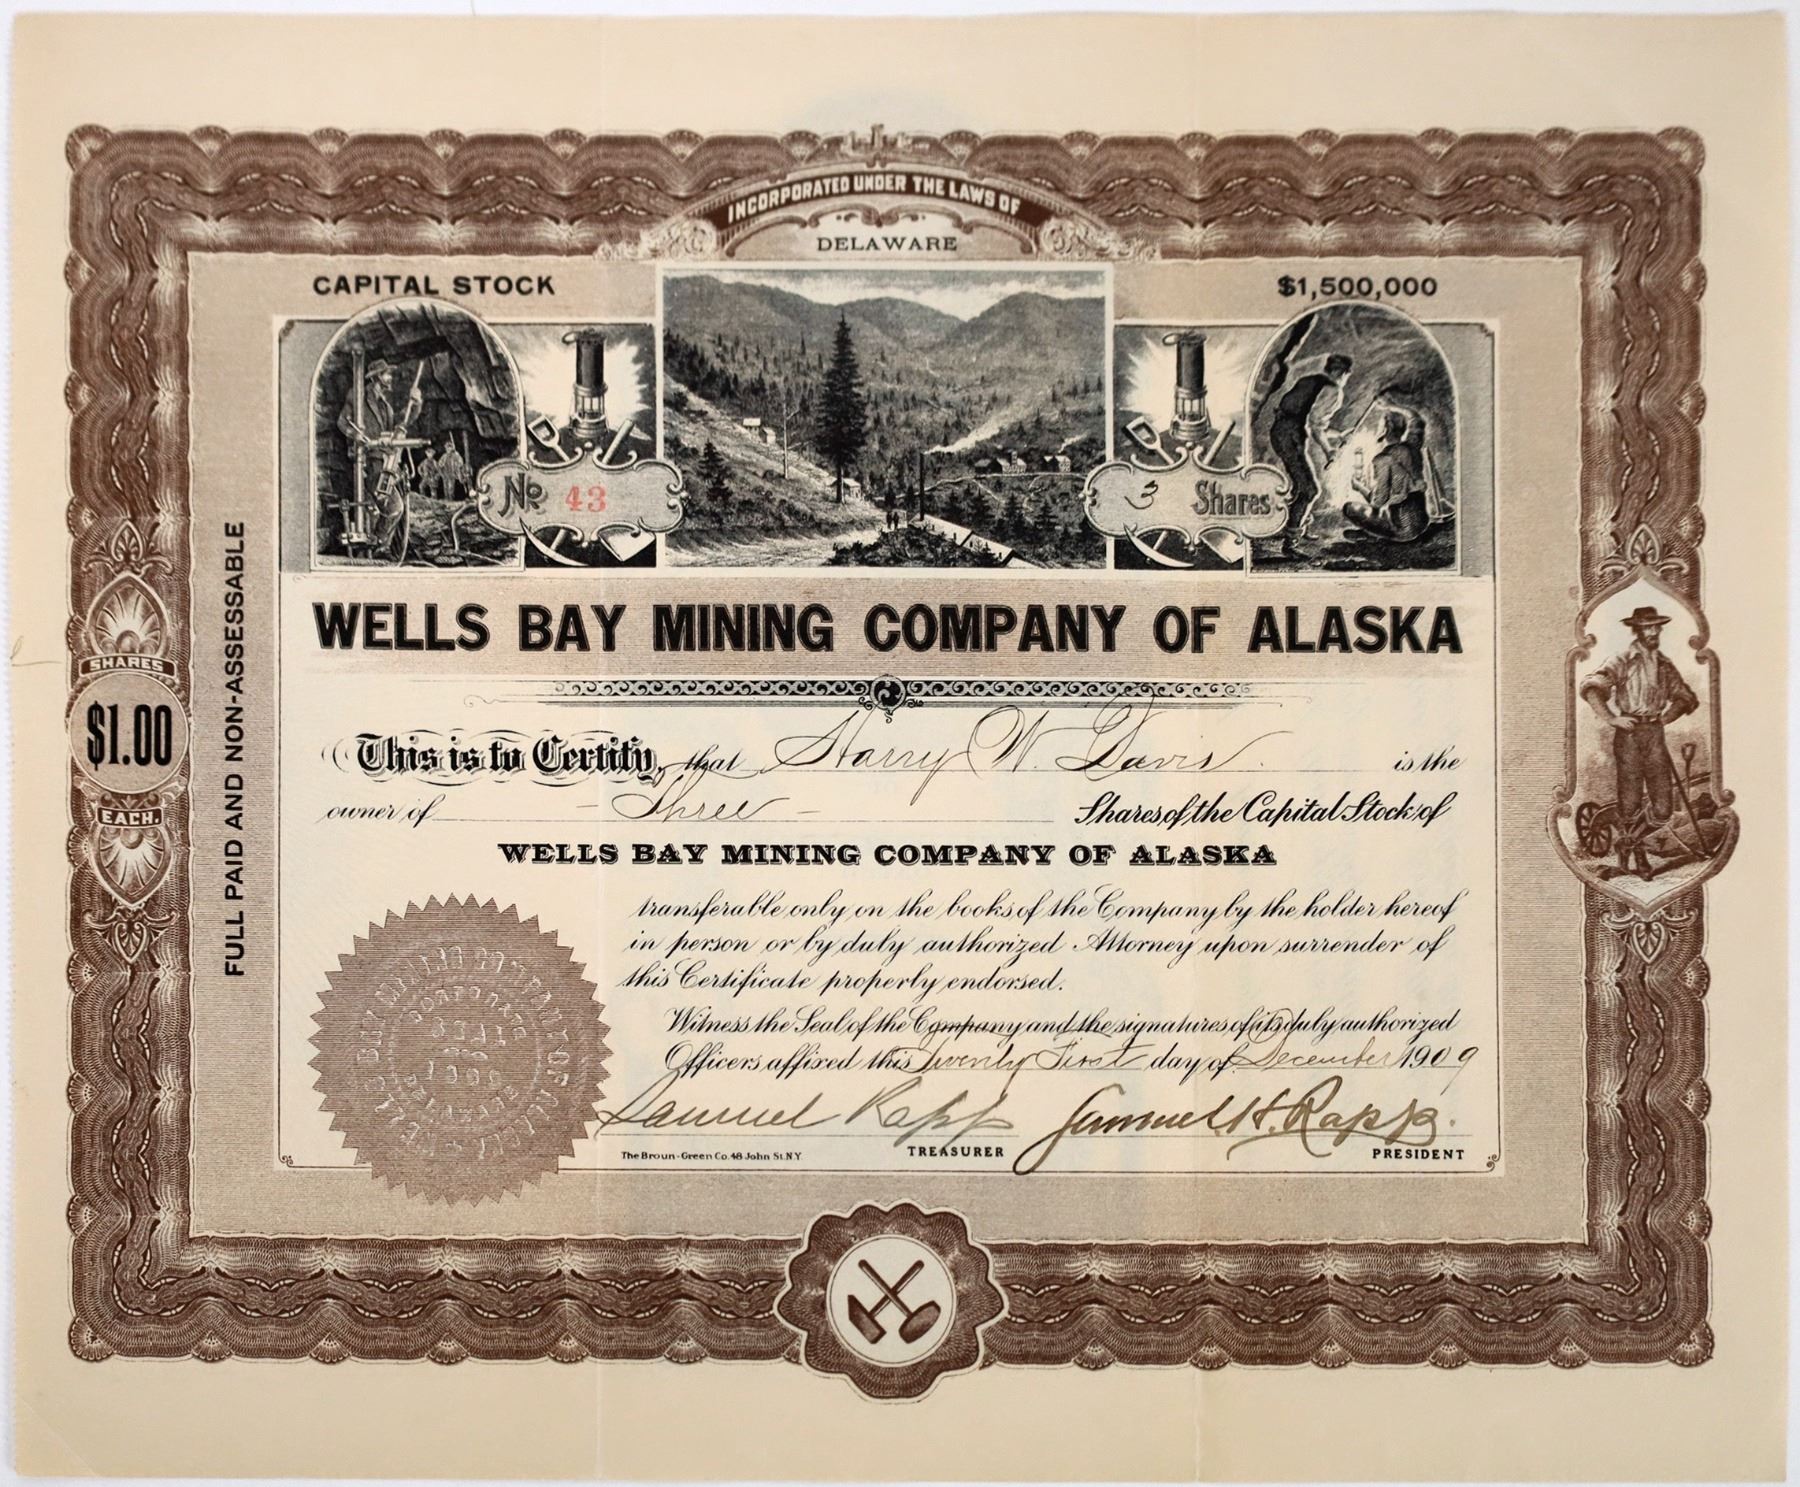 INCORPORATED UNDER THE LAWS OF
DELAWARE
CAPITAL STOCK
$1,500,000
No 43
3 Shares
WELLS BAY MINING COMPANY OF ALASKA
SHARES
$1.00
EACH.
FULL PAID AND NON-ASSESSABLE
This is to Certify, that Harry W. Davis is the
owner of - Three - Shares of the Capital Stock of
WELLS BAY MINING COMPANY OF ALASKA
transferable only on the books of the Company by the holder hereof
in person or by duly authorized Attorney upon surrender of
this Certificate properly endorsed.
Witness the Seal of the Company and the signatures of its duly authorized
Officers affixed this Twenty First day of December 1909
Samuel Rapp Samuel H. Rapp.
The Broun-Green Co. 48 John St. N.Y TREASURER PRESIDENT